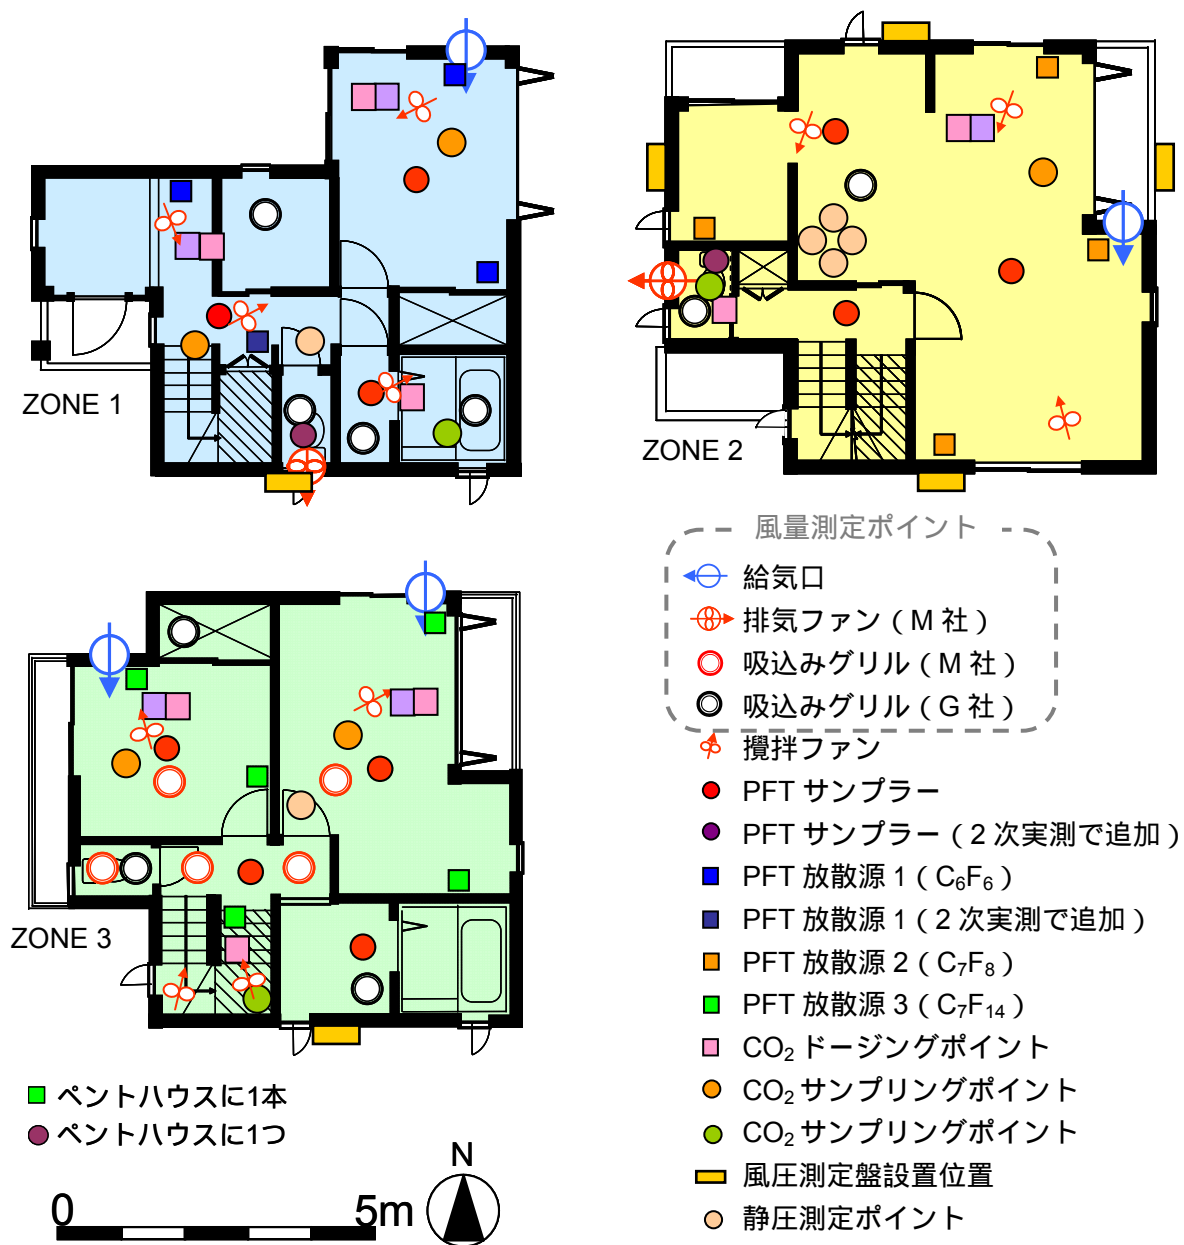 ZONE 1
ZONE 2
風量測定ポイント
給気口
排気ファン（M 社）
吸込みグリル（M 社）
吸込みグリル（G 社）
攪拌ファン
PFT サンプラー
PFT サンプラー（2 次実測で追加）
PFT 放散源 1（C₆F₆）
PFT 放散源 1（2 次実測で追加）
PFT 放散源 2（C₇F₈）
PFT 放散源 3（C₇F₁₄）
CO₂ ドージングポイント
CO₂ サンプリングポイント
CO₂ サンプリングポイント
風圧測定盤設置位置
静圧測定ポイント
ZONE 3
ペントハウスに1本
ペントハウスに1つ
N
0 5m